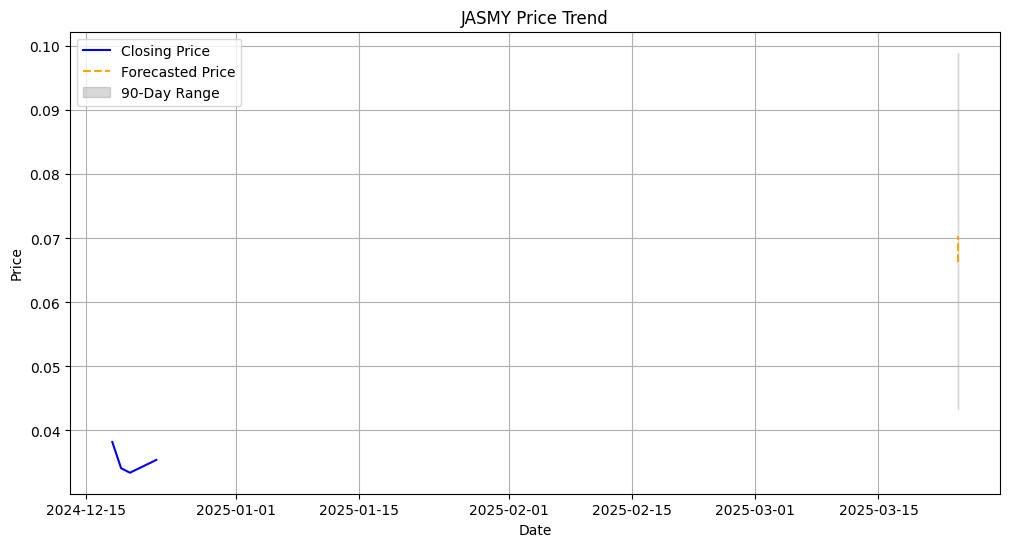 JASMY Price Trend
Closing Price
Forecasted Price
90-Day Range
Price
0.10
0.09
0.08
0.07
0.06
0.05
0.04
2024-12-15 2025-01-01 2025-01-15 2025-02-01 2025-02-15 2025-03-01 2025-03-15
Date